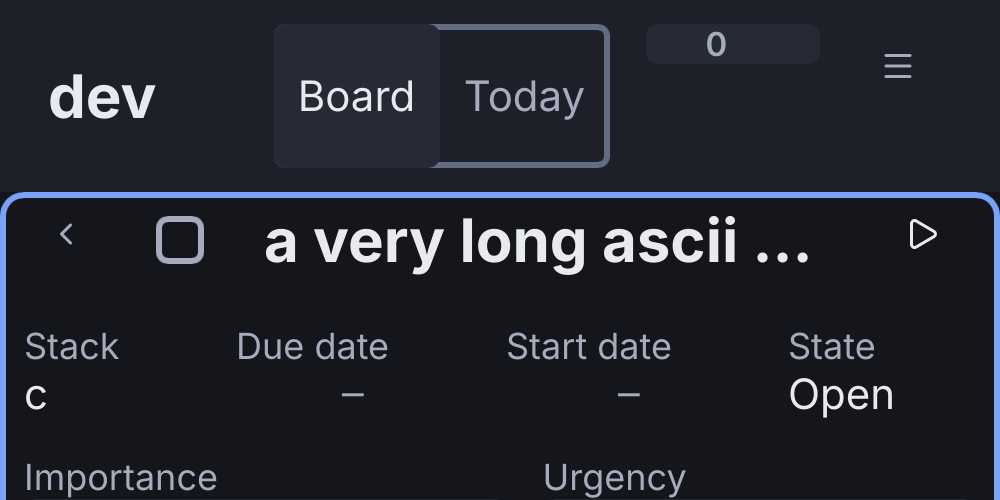 dev
Board Today
0
a very long ascii ...
Stack Due date Start date State
c – – Open
Importance Urgency